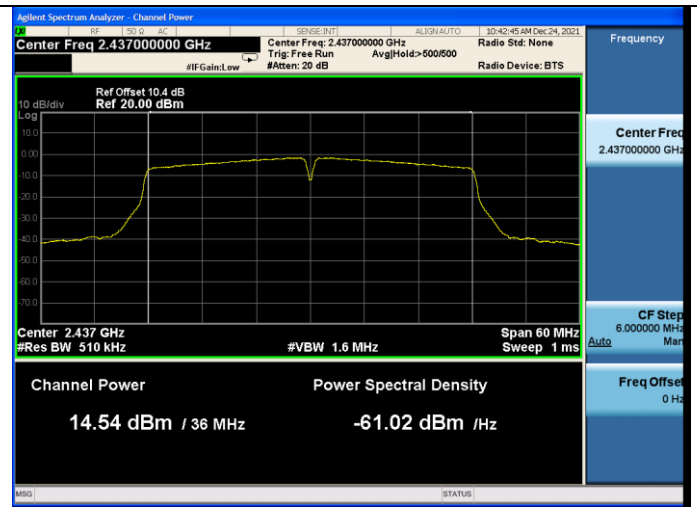 Agilent Spectrum Analyzer - Channel Power
RF 50 Ω AC SENSE:INT ALIGN AUTO 10:42:45 AM Dec 24, 2021
Center Freq 2.437000000 GHz
Center Freq: 2.437000000 GHz Radio Std: None
Trig: Free Run Avg|Hold:>500/500
#IFGain:Low #Atten: 20 dB Radio Device: BTS
Ref Offset 10.4 dB
10 dB/div Ref 20.00 dBm
Log
10.0
0.00
-10.0
-20.0
-30.0
-40.0
-50.0
-60.0
-70.0
Center 2.437 GHz Span 60 MHz
#Res BW 510 kHz #VBW 1.6 MHz Sweep 1 ms
Channel Power Power Spectral Density
14.54 dBm / 36 MHz -61.02 dBm /Hz
MSG STATUS
Frequency
Center Freq
2.437000000 GHz
CF Step
6.000000 MHz
Auto Man
Freq Offset
0 Hz